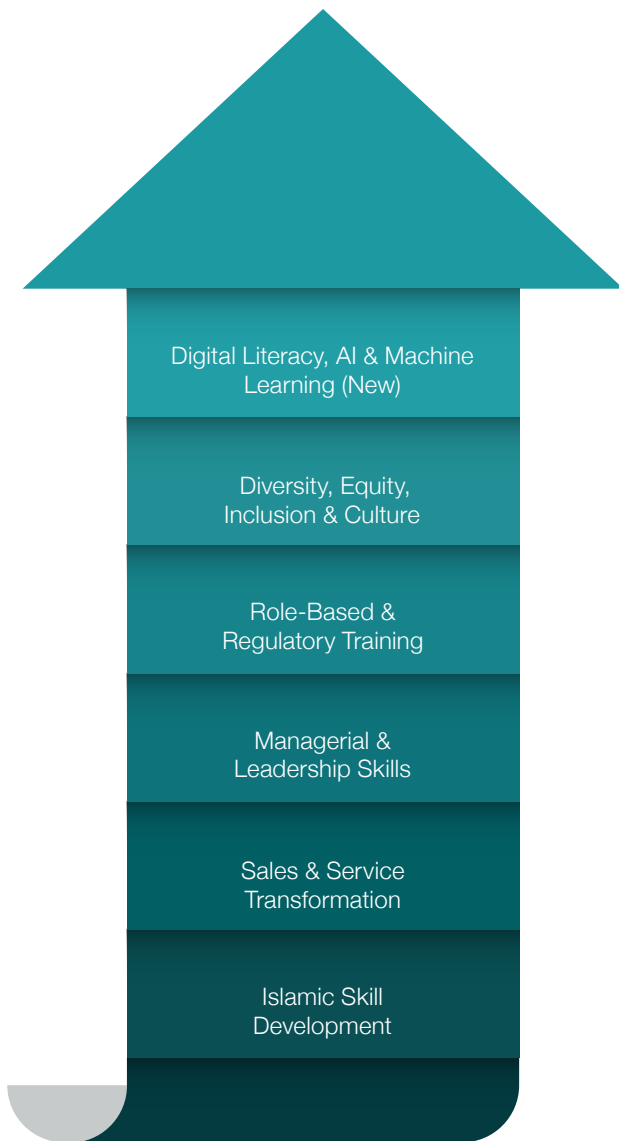 Digital Literacy, AI & Machine
Learning (New)
Diversity, Equity,
Inclusion & Culture
Role-Based &
Regulatory Training
Managerial &
Leadership Skills
Sales & Service
Transformation
Islamic Skill
Development